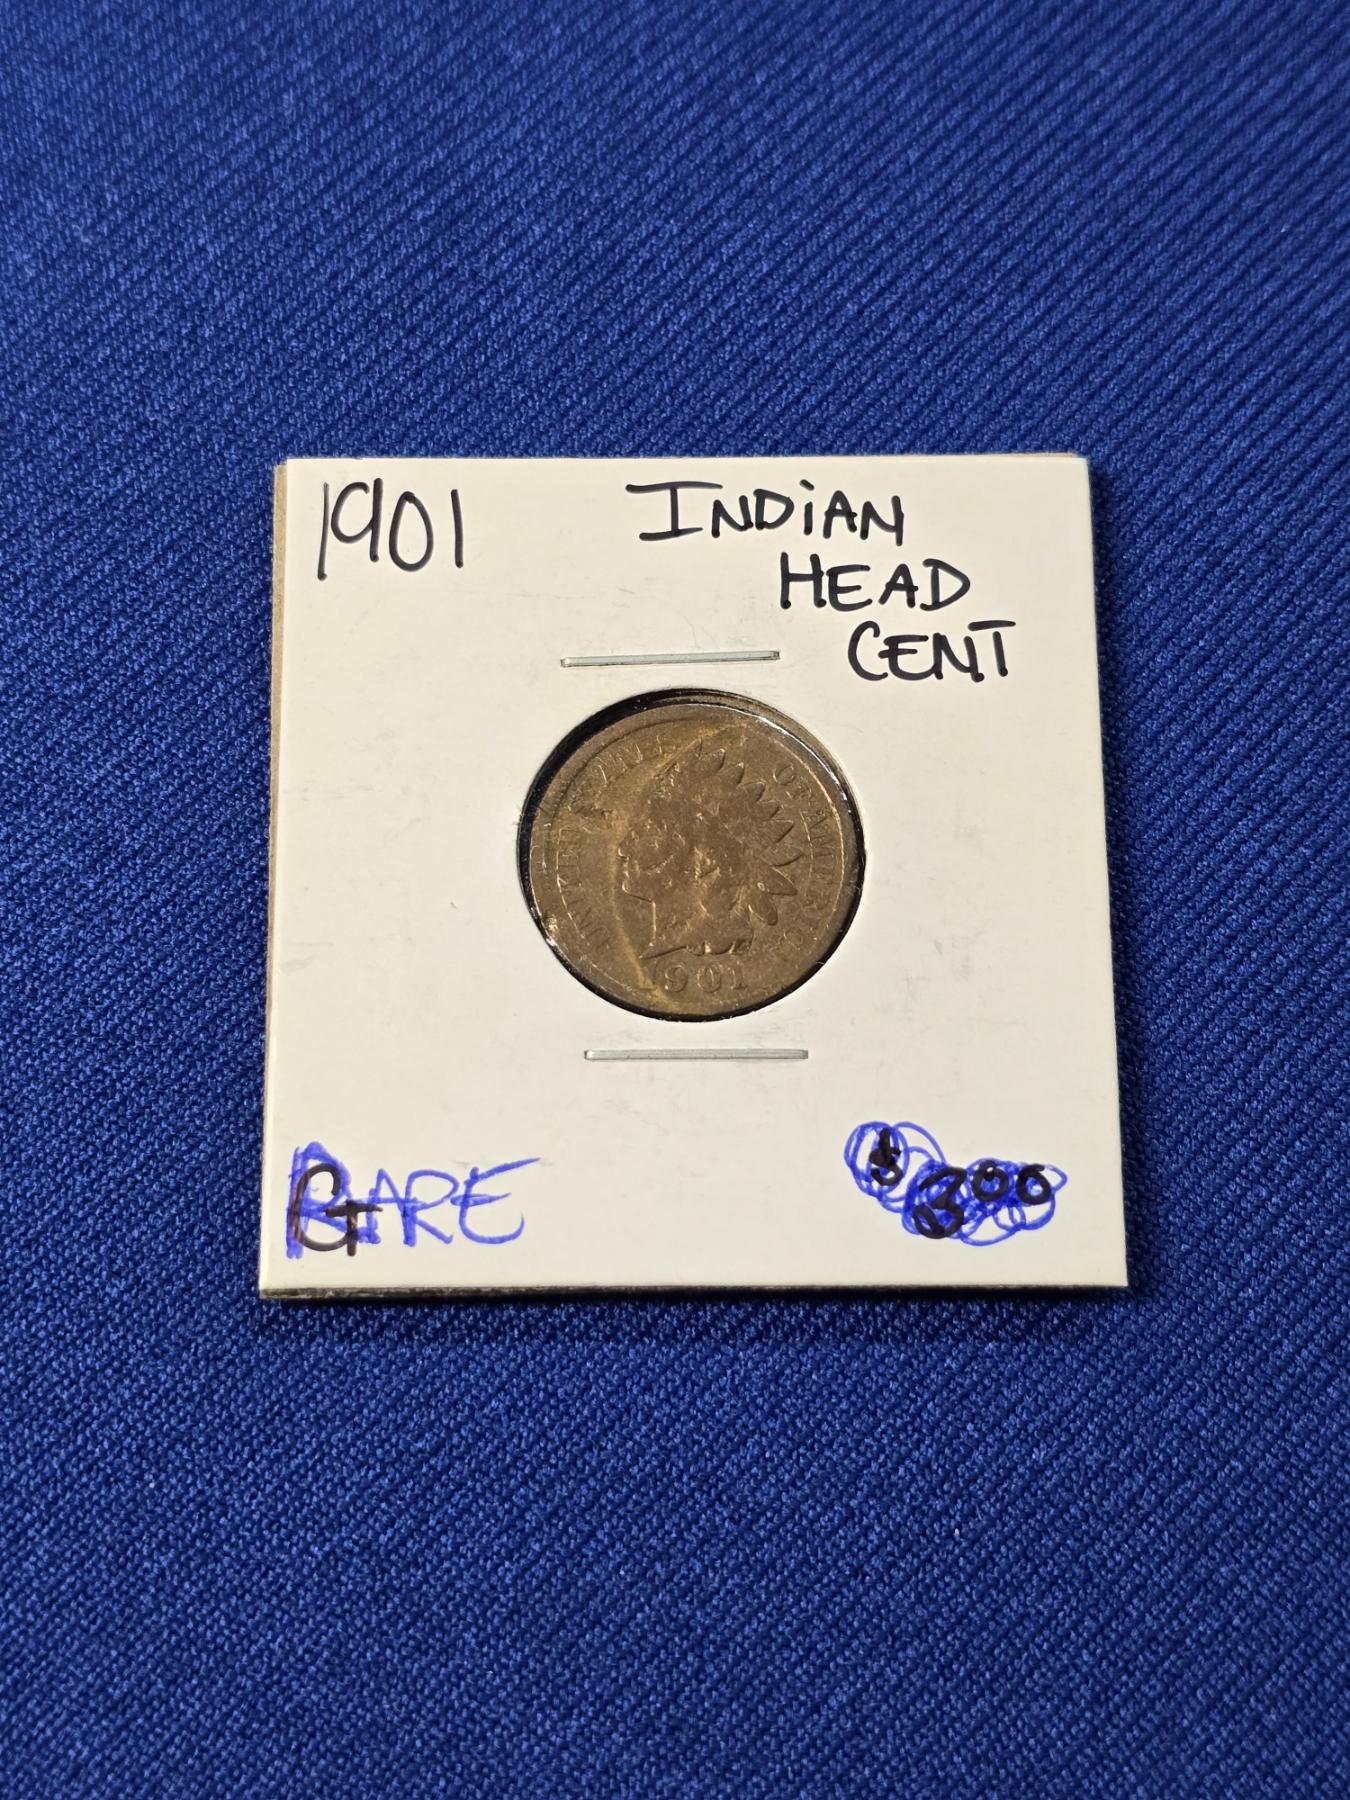 1901
INDiAN
HEAD
CENT
UNITED STATES OF AMERICA
1901
G
RARE
$3.00